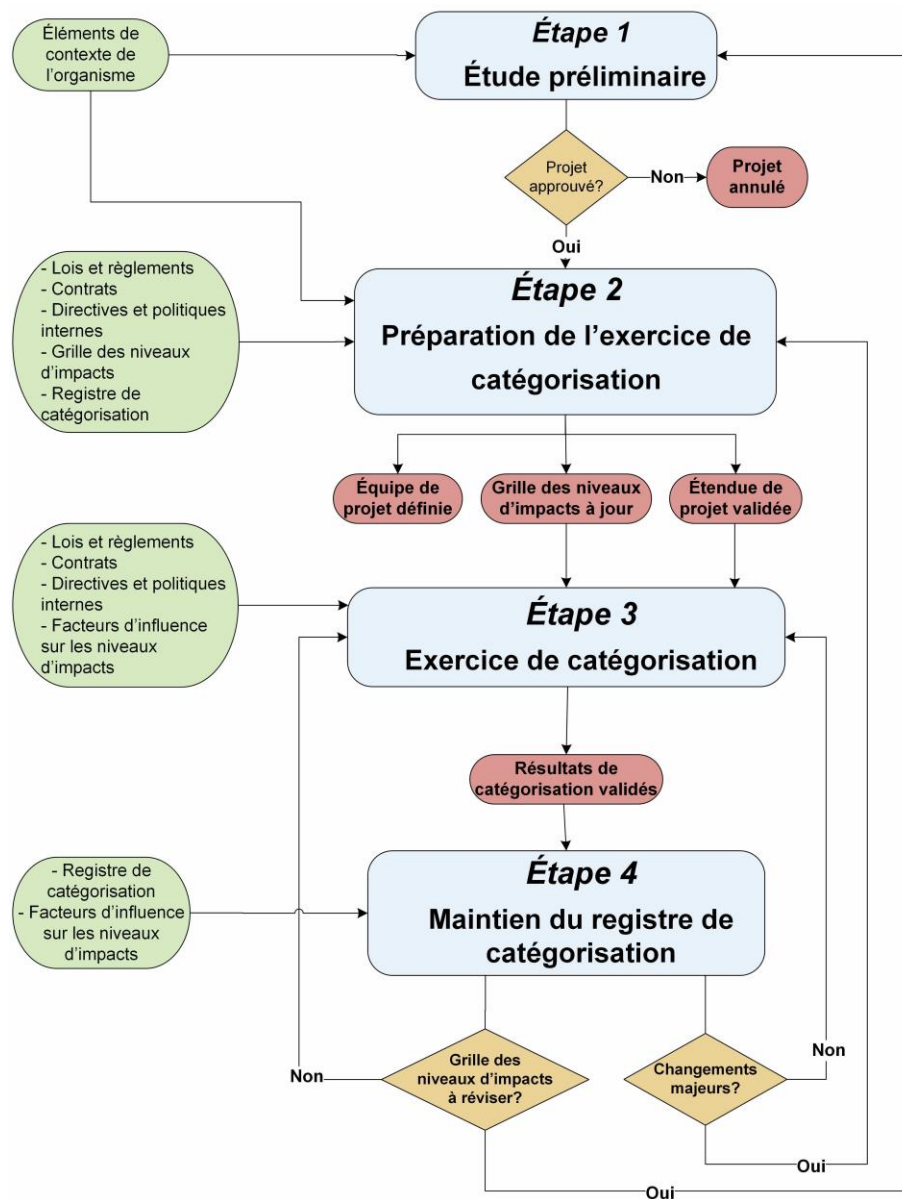 Éléments de
contexte de
l'organisme
Étape 1
Étude préliminaire
Projet
approuvé?
Non
Projet
annulé
Oui
- Lois et règlements
- Contrats
- Directives et politiques
internes
- Grille des niveaux
d'impacts
- Registre de
catégorisation
Étape 2
Préparation de l'exercice de
catégorisation
Équipe de
projet définie
Grille des niveaux
d'impacts à jour
Étendue de
projet validée
- Lois et règlements
- Contrats
- Directives et politiques
internes
- Facteurs d'influence
sur les niveaux
d'impacts
Étape 3
Exercice de catégorisation
Résultats de
catégorisation validés
- Registre de
catégorisation
- Facteurs d'influence
sur les niveaux
d'impacts
Étape 4
Maintien du registre de
catégorisation
Non
Grille des
niveaux d'impacts
à réviser?
Changements
majeurs?
Non
Oui
Oui